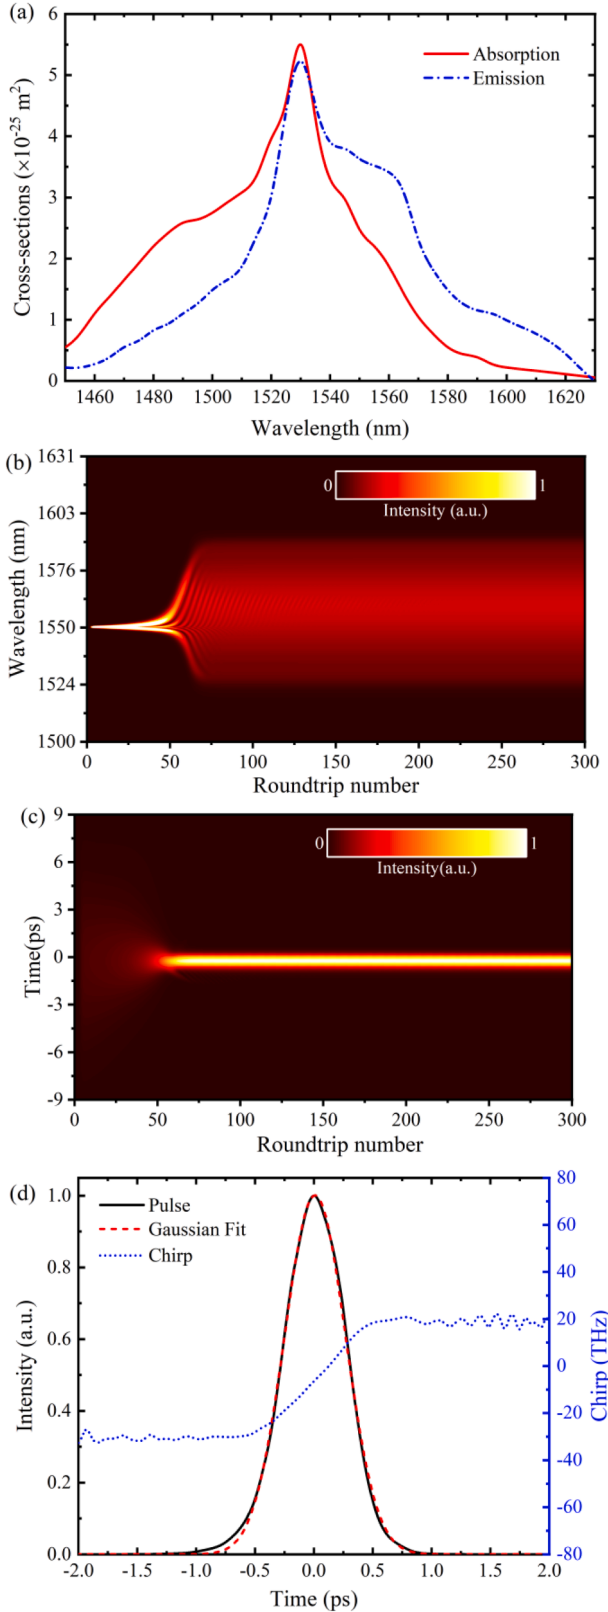 (a)
6
5
4
3
2
1
0
Cross-sections (×10⁻²⁵ m²)
Absorption
Emission
1460 1480 1500 1520 1540 1560 1580 1600 1620
Wavelength (nm)
(b)
1631
1603
1576
1550
1524
1500
Wavelength (nm)
0 1
Intensity (a.u.)
0 50 100 150 200 250 300
Roundtrip number
(c)
9
6
3
0
-3
-6
-9
Time(ps)
0 1
Intensity(a.u.)
0 50 100 150 200 250 300
Roundtrip number
(d)
1.0
0.8
0.6
0.4
0.2
0.0
Intensity (a.u.)
Pulse
Gaussian Fit
Chirp
80
60
40
20
0
-20
-40
-60
-80
Chirp (THz)
-2.0 -1.5 -1.0 -0.5 0.0 0.5 1.0 1.5 2.0
Time (ps)